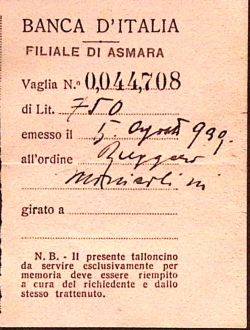 BANCA D'ITALIA
FILIALE DI ASMARA
Vaglia N.º 0,044,708
di Lit. 750
emesso il 5 agosto 939
all'ordine Ruggero
girato a
N. B. - Il presente talloncino
da servire esclusivamente per
memoria deve essere riempito
a cura del richiedente e dallo
stesso trattenuto.